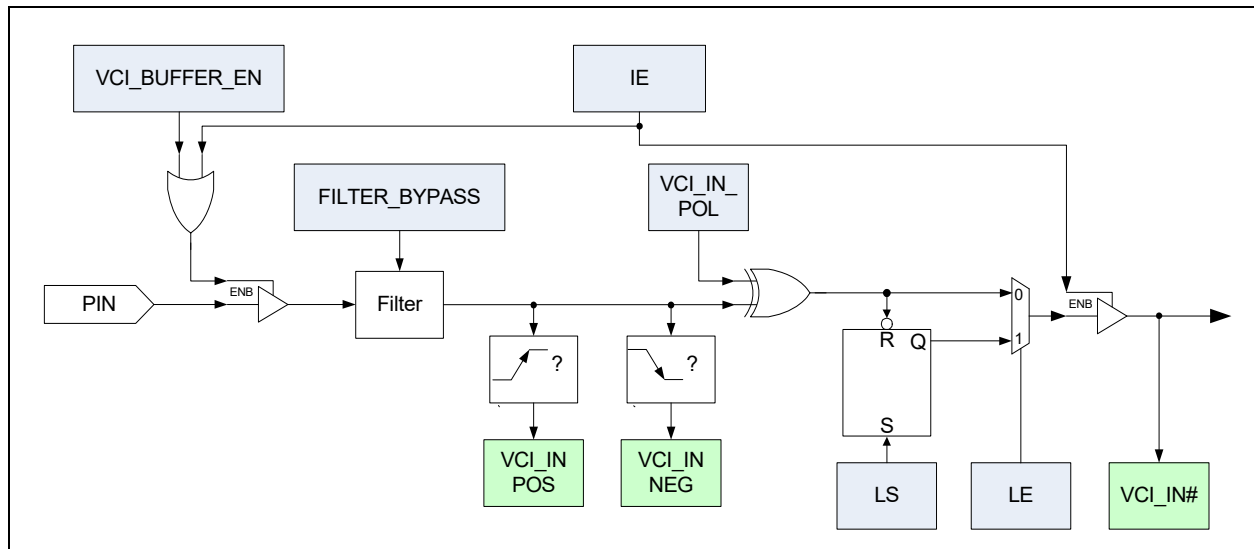 VCI_BUFFER_EN
IE
FILTER_BYPASS
VCI_IN_
POL
PIN
ENB
Filter
0
1
ENB
R
Q
S
?
?
VCI_IN
POS
VCI_IN
NEG
LS
LE
VCI_IN#